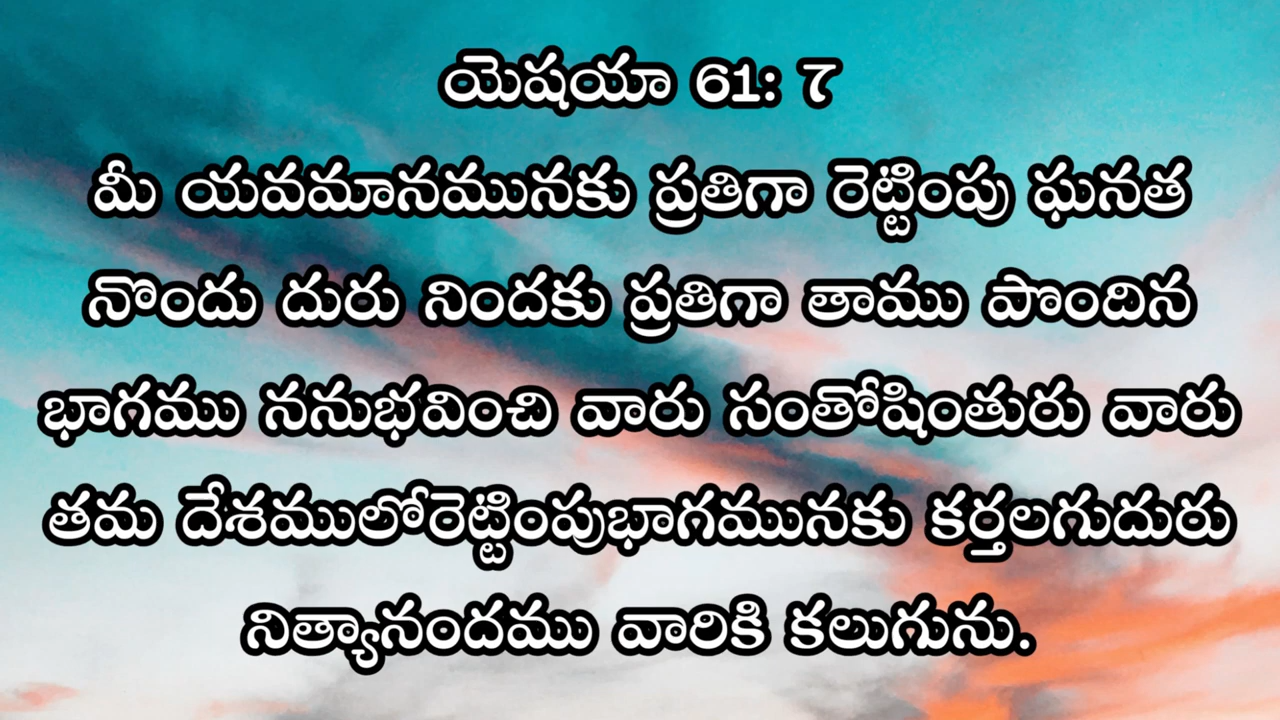 యెషయా 61: 7
మీ యవమానమునకు ప్రతిగా రెట్టింపు ఘనత
నొందు దురు నిందకు ప్రతిగా తాము పొందిన
భాగము ననుభవించి వారు సంతోషింతురు వారు
తమ దేశములోరెట్టింపుభాగమునకు కర్తలగుదురు
నిత్యానందము వారికి కలుగును.